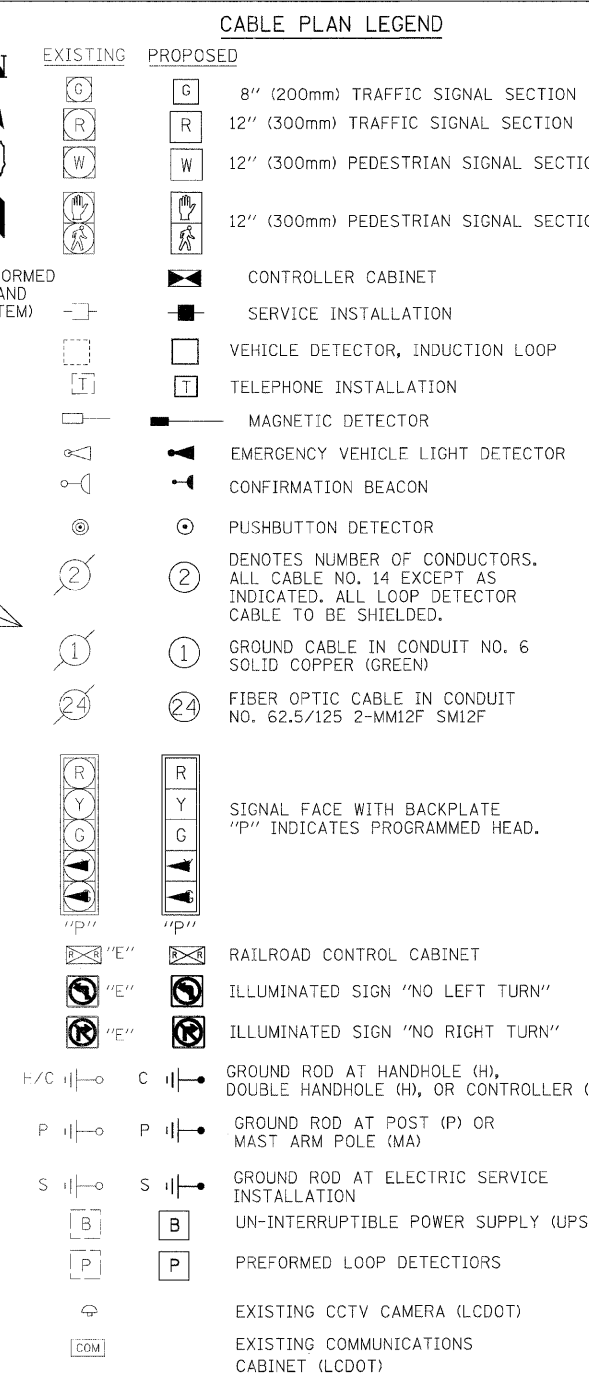 CABLE PLAN LEGEND
EXISTING PROPOSED
G G 8" (200mm) TRAFFIC SIGNAL SECTION
R R 12" (300mm) TRAFFIC SIGNAL SECTION
W W 12" (300mm) PEDESTRIAN SIGNAL SECTIO
12" (300mm) PEDESTRIAN SIGNAL SECTIO
ORMED
AND
TEM)
CONTROLLER CABINET
SERVICE INSTALLATION
VEHICLE DETECTOR, INDUCTION LOOP
T T TELEPHONE INSTALLATION
MAGNETIC DETECTOR
EMERGENCY VEHICLE LIGHT DETECTOR
CONFIRMATION BEACON
PUSHBUTTON DETECTOR
2 2 DENOTES NUMBER OF CONDUCTORS.
ALL CABLE NO. 14 EXCEPT AS
INDICATED. ALL LOOP DETECTOR
CABLE TO BE SHIELDED.
1 1 GROUND CABLE IN CONDUIT NO. 6
SOLID COPPER (GREEN)
24 24 FIBER OPTIC CABLE IN CONDUIT
NO. 62.5/125 2-MM12F SM12F
R R
Y Y
G G
SIGNAL FACE WITH BACKPLATE
"P" INDICATES PROGRAMMED HEAD.
Y Y
G G
"P" "P"
R R "E" R R RAILROAD CONTROL CABINET
"E" ILLUMINATED SIGN "NO LEFT TURN"
"E" ILLUMINATED SIGN "NO RIGHT TURN"
H/C C GROUND ROD AT HANDHOLE (H),
DOUBLE HANDHOLE (H), OR CONTROLLER (
P P GROUND ROD AT POST (P) OR
MAST ARM POLE (MA)
S S GROUND ROD AT ELECTRIC SERVICE
INSTALLATION
B B UN-INTERRUPTIBLE POWER SUPPLY (UPS
P P PREFORMED LOOP DETECTIORS
EXISTING CCTV CAMERA (LCDOT)
COM EXISTING COMMUNICATIONS
CABINET (LCDOT)